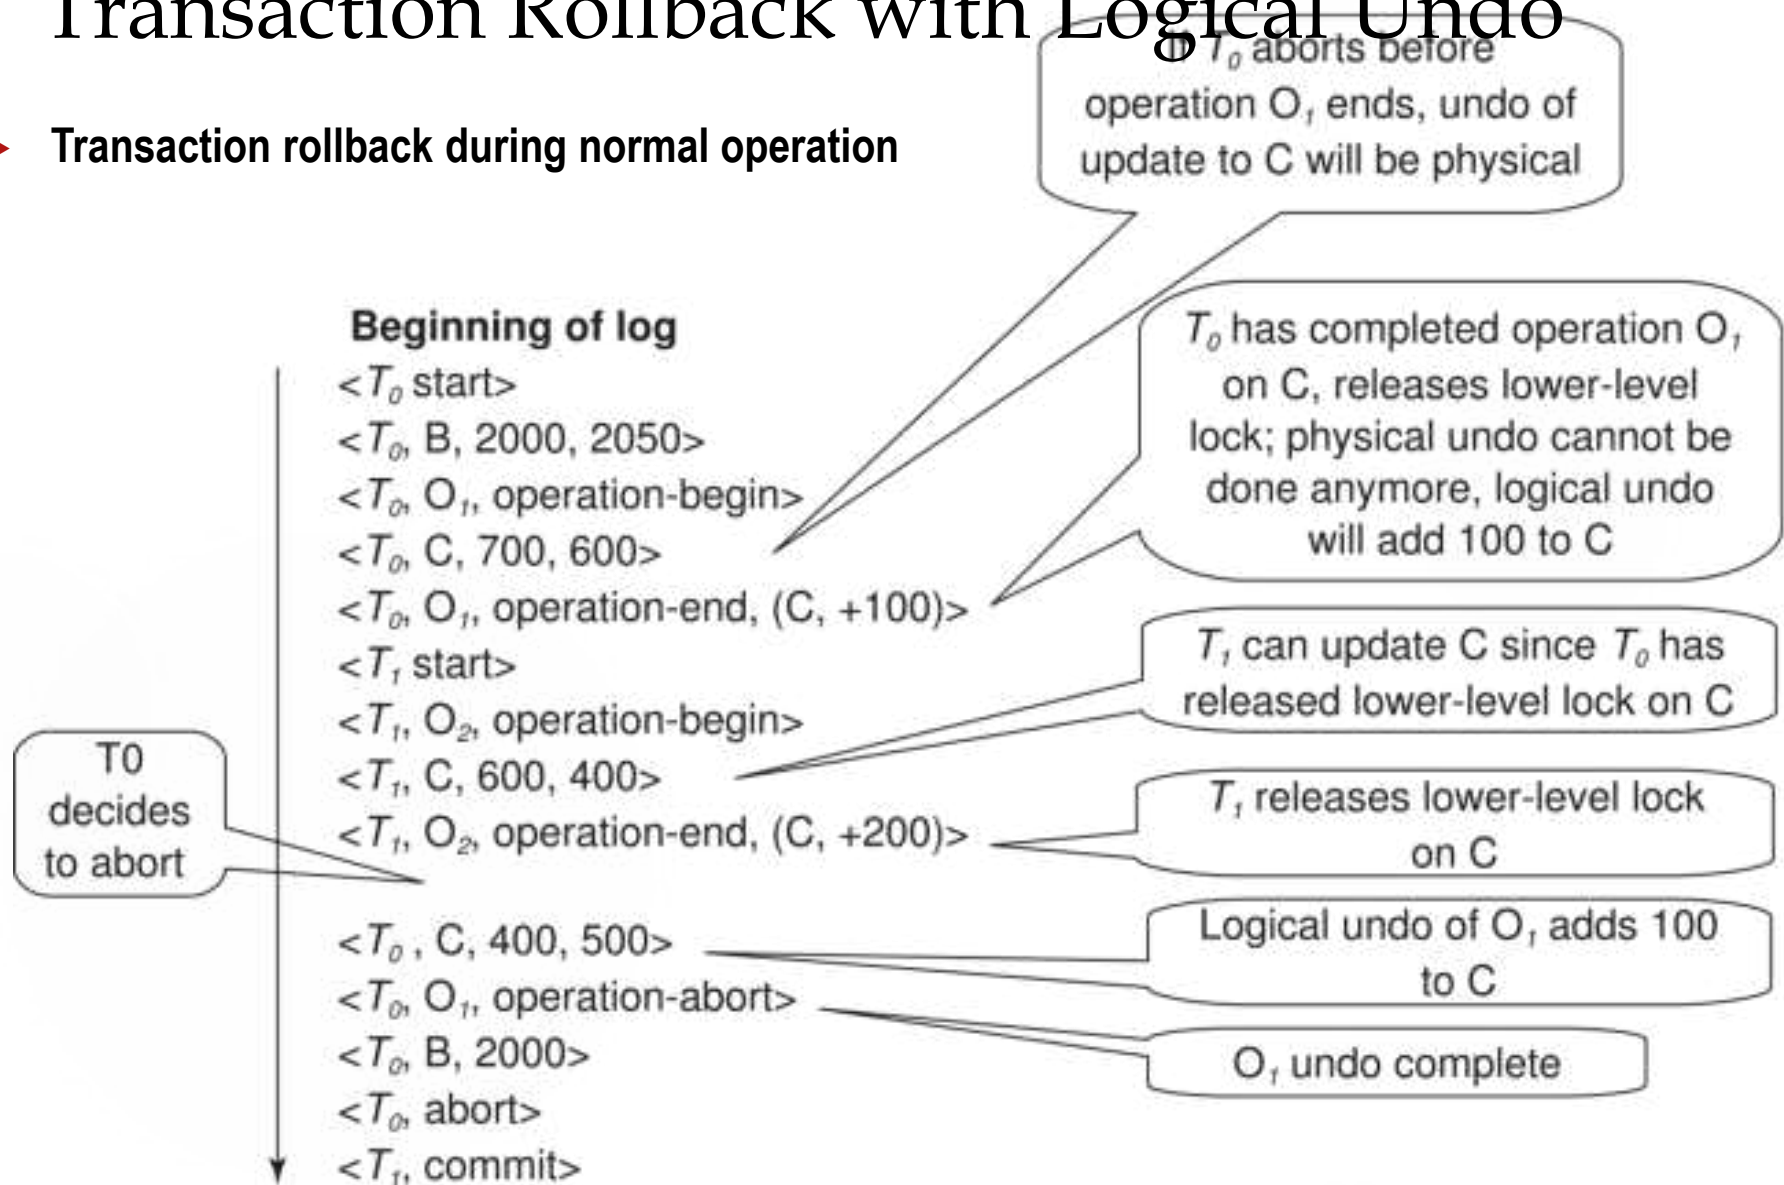 Transaction Rollback with Logical Undo
If T0 aborts before
operation O1 ends, undo of
update to C will be physical
Transaction rollback during normal operation
Beginning of log
<T0 start>
<T0, B, 2000, 2050>
<T0, O1, operation-begin>
<T0, C, 700, 600>
<T0, O1, operation-end, (C, +100)>
<T1 start>
<T1, O2, operation-begin>
<T1, C, 600, 400>
<T1, O2, operation-end, (C, +200)>
<T0 , C, 400, 500>
<T0, O1, operation-abort>
<T0, B, 2000>
<T0, abort>
<T1, commit>
T0 has completed operation O1
on C, releases lower-level
lock; physical undo cannot be
done anymore, logical undo
will add 100 to C
T1 can update C since T0 has
released lower-level lock on C
T1 releases lower-level lock
on C
Logical undo of O1 adds 100
to C
O1 undo complete
T0
decides
to abort